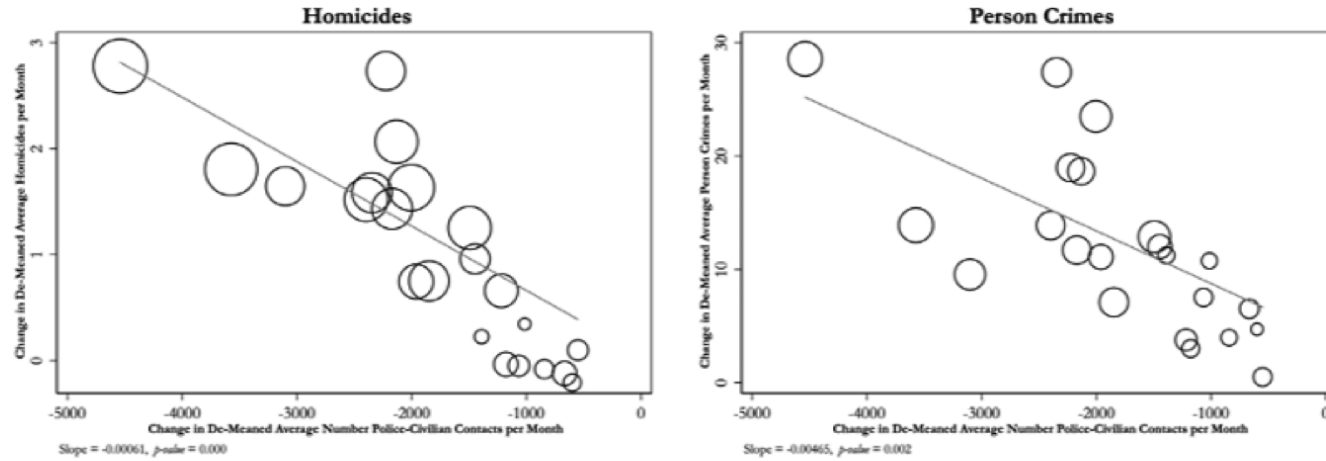 Homicides
Change in De-Meaned Average Homicides per Month
3
2
1
0
-5000 -4000 -3000 -2000 -1000 0
Change in De-Meaned Average Number Police-Civilian Contacts per Month
Slope = -0.00061, p-value = 0.000
Person Crimes
Change in De-Meaned Average Person Crimes per Month
30
20
10
0
-5000 -4000 -3000 -2000 -1000 0
Change in De-Meaned Average Number Police-Civilian Contacts per Month
Slope = -0.00465, p-value = 0.002